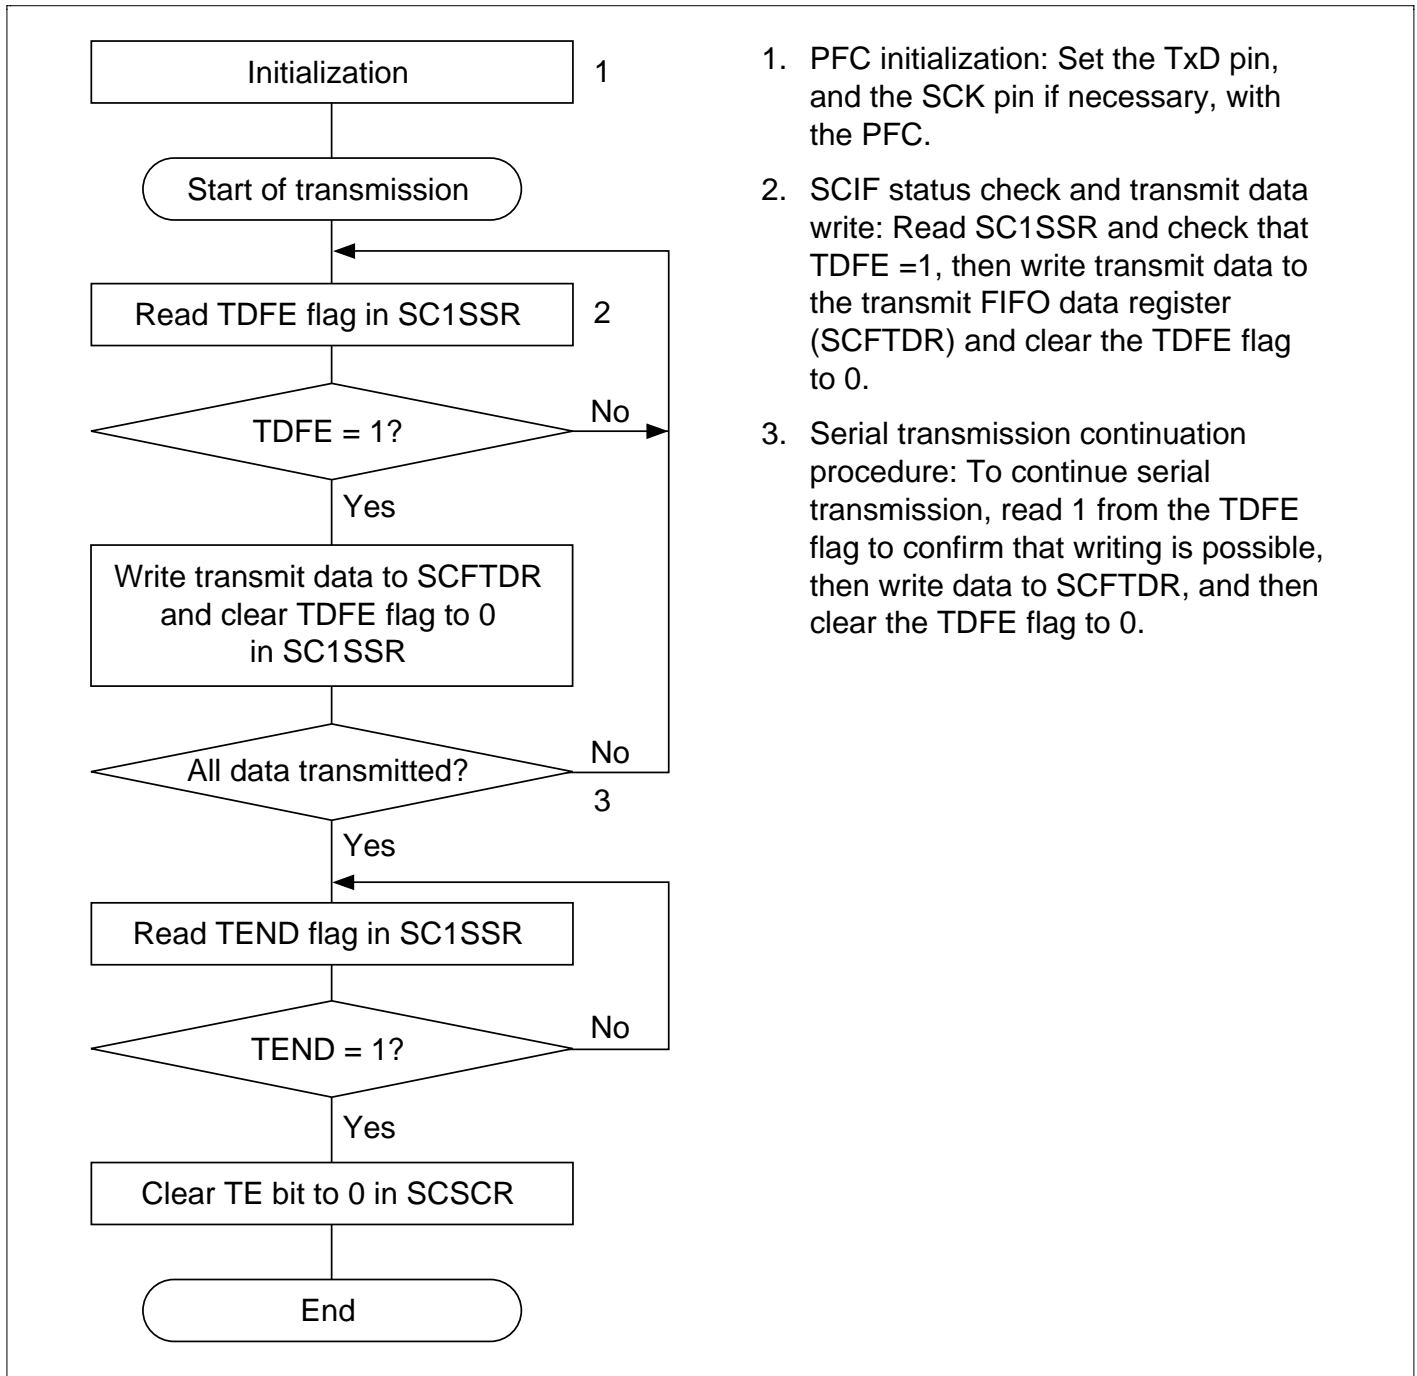 Initialization
1
Start of transmission
Read TDFE flag in SC1SSR
2
TDFE = 1?
No
Yes
Write transmit data to SCFTDR
and clear TDFE flag to 0
in SC1SSR
All data transmitted?
No
3
Yes
Read TEND flag in SC1SSR
TEND = 1?
No
Yes
Clear TE bit to 0 in SCSCR
End
1. PFC initialization: Set the TxD pin,
and the SCK pin if necessary, with
the PFC.
2. SCIF status check and transmit data
write: Read SC1SSR and check that
TDFE =1, then write transmit data to
the transmit FIFO data register
(SCFTDR) and clear the TDFE flag
to 0.
3. Serial transmission continuation
procedure: To continue serial
transmission, read 1 from the TDFE
flag to confirm that writing is possible,
then write data to SCFTDR, and then
clear the TDFE flag to 0.